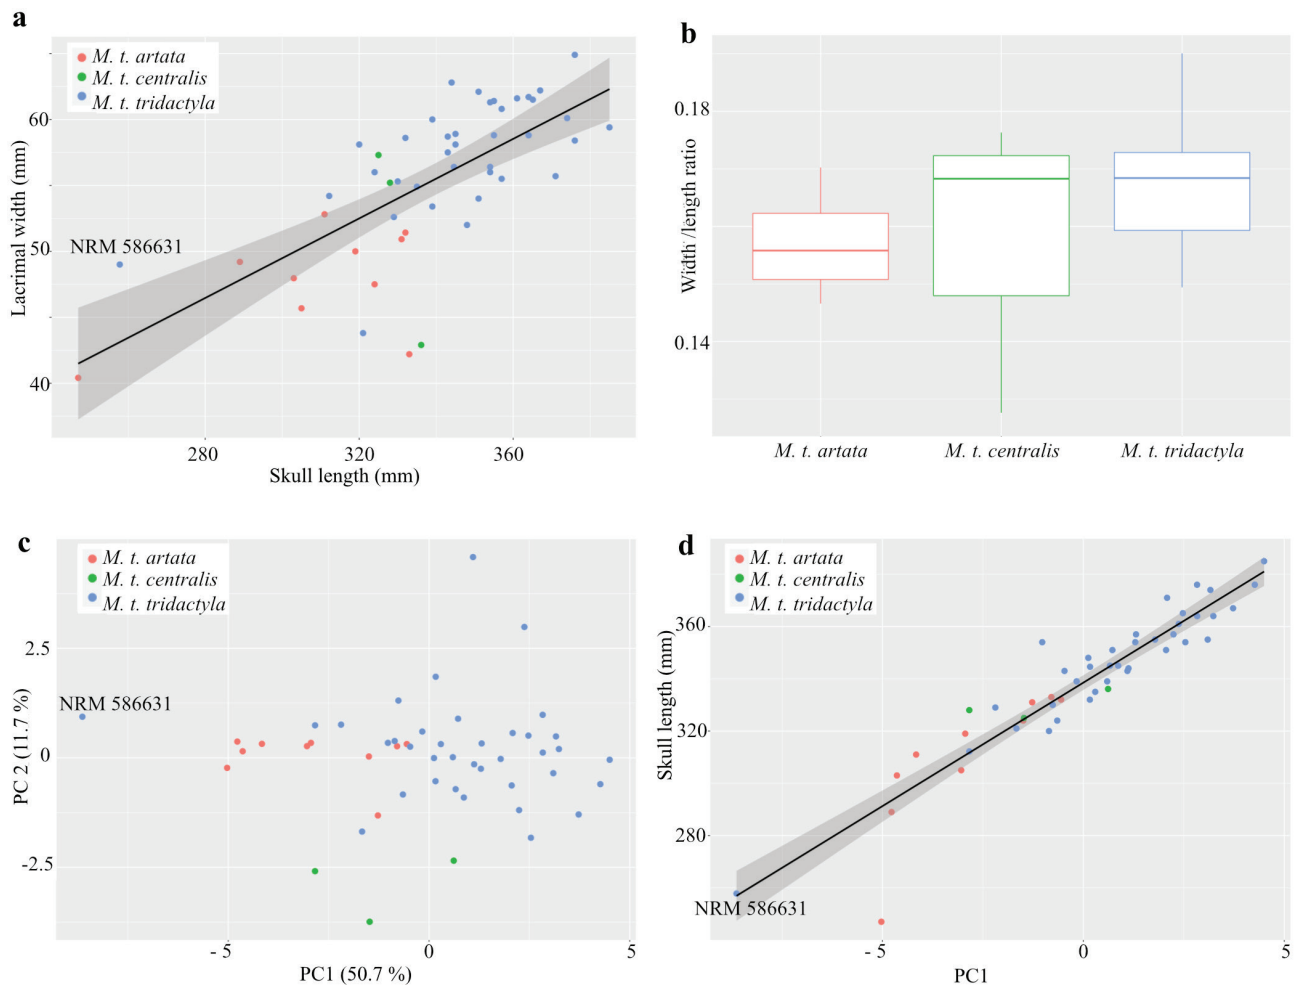 a
M. t. artata
M. t. centralis
M. t. tridactyla
60
50
40
NRM 586631
Lacrimal width (mm)
280
320
360
Skull length (mm)
b
0.18
0.14
Width /length ratio
M. t. artata
M. t. centralis
M. t. tridactyla
c
M. t. artata
M. t. centralis
M. t. tridactyla
2.5
0
-2.5
NRM 586631
PC 2 (11.7 %)
- 5
0
5
PC1 (50.7 %)
d
M. t. artata
M. t. centralis
M. t. tridactyla
360
320
280
Skull length (mm)
NRM 586631
- 5
0
5
PC1